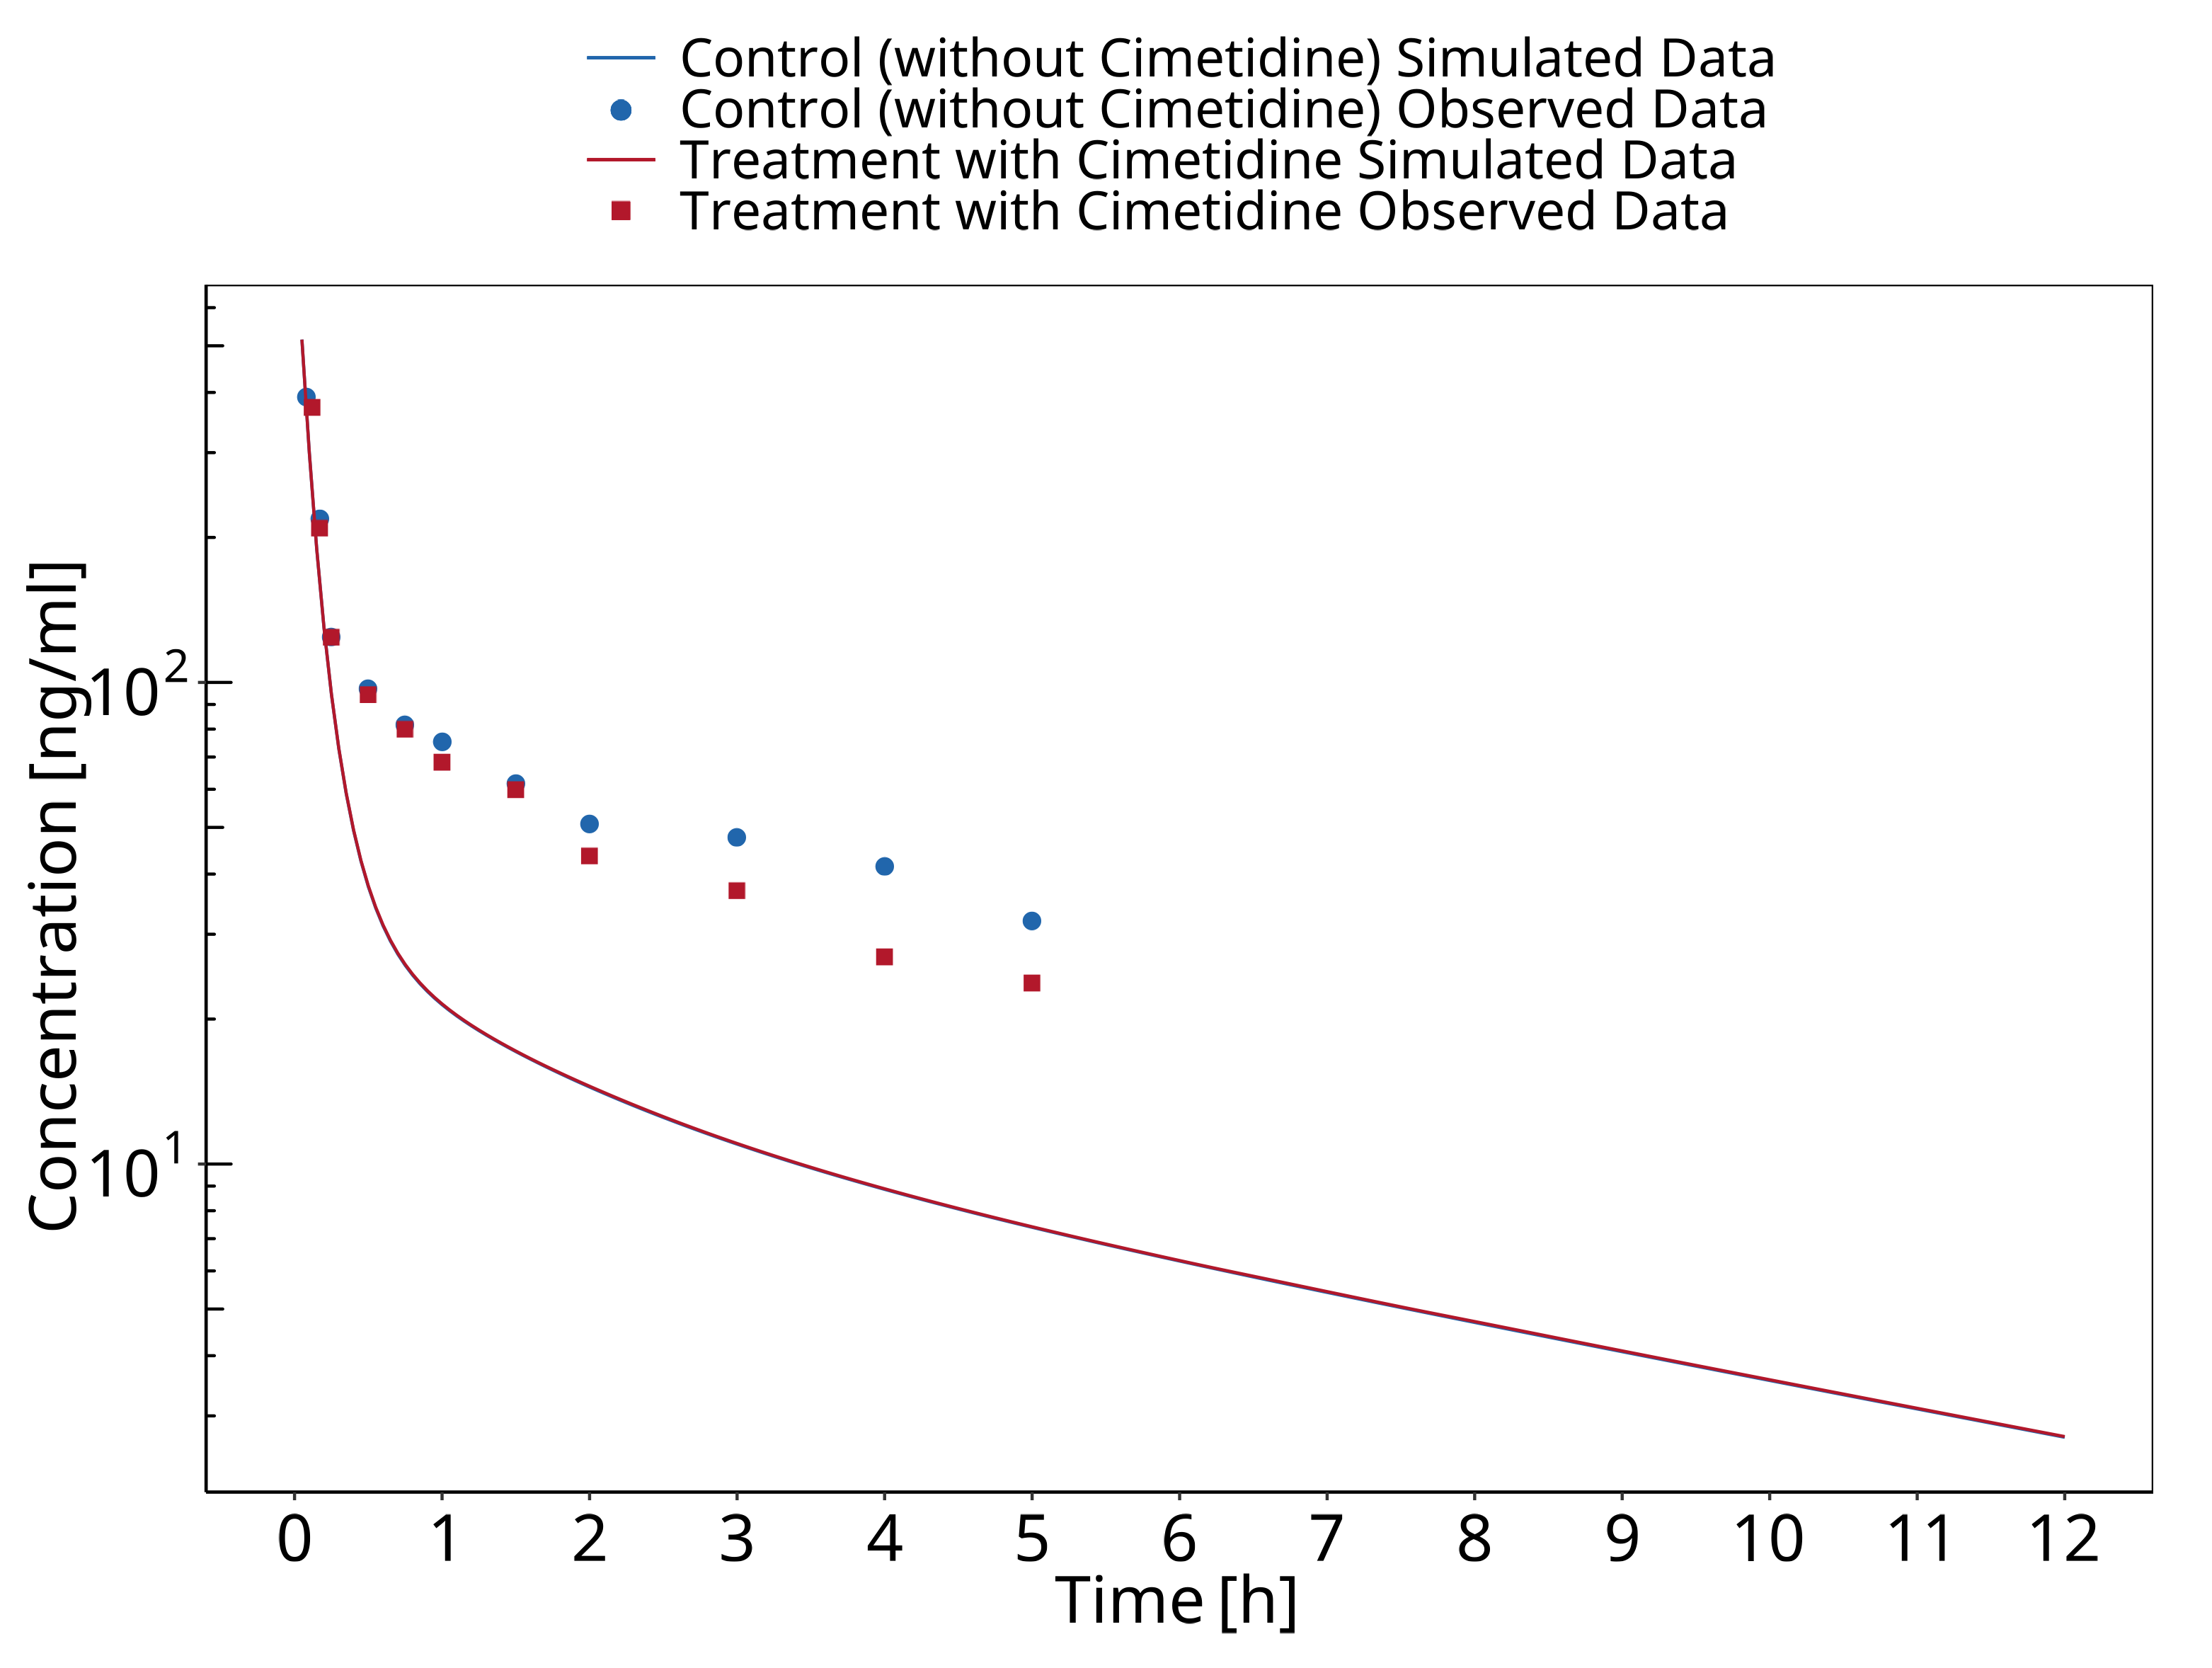 Control (without Cimetidine) Simulated Data
Control (without Cimetidine) Observed Data
Treatment with Cimetidine Simulated Data
Treatment with Cimetidine Observed Data
Concentration [ng/ml]
10²
10¹
0 1 2 3 4 5 6 7 8 9 10 11 12
Time [h]